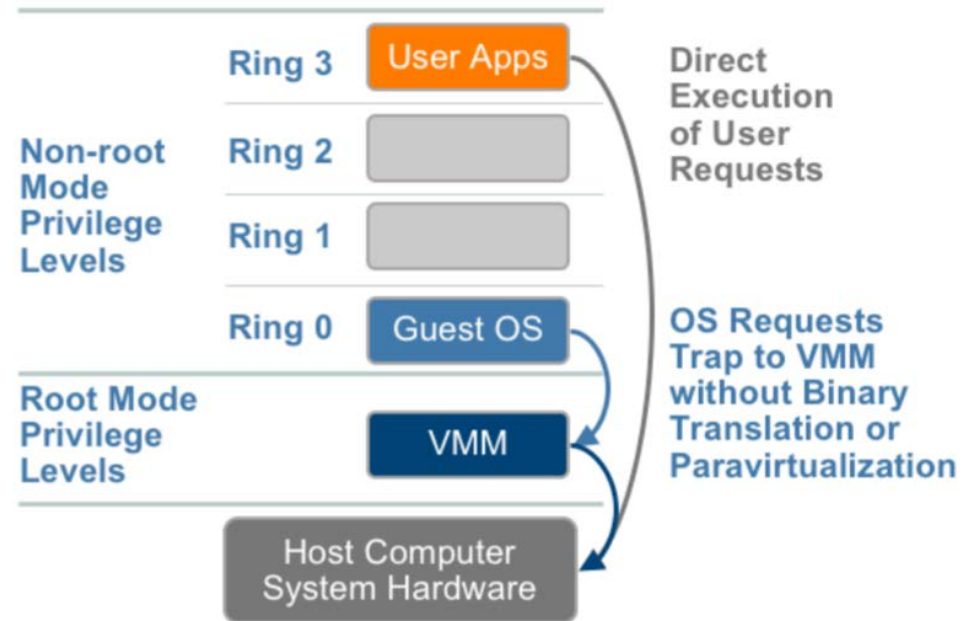 Ring 3
User Apps
Direct
Execution
of User
Requests
Non-root
Mode
Privilege
Levels
Ring 2
Ring 1
Ring 0
Guest OS
OS Requests
Trap to VMM
without Binary
Translation or
Paravirtualization
Root Mode
Privilege
Levels
VMM
Host Computer
System Hardware